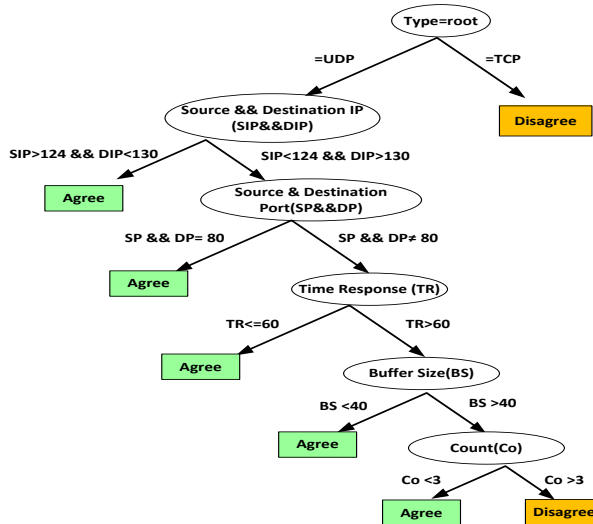 Type=root
=UDP
=TCP
Source && Destination IP
(SIP&&DIP)
Disagree
SIP>124 && DIP<130
SIP<124 && DIP>130
Agree
Source & Destination
Port(SP&&DP)
SP && DP= 80
SP && DP≠ 80
Agree
Time Response (TR)
TR<=60
TR>60
Agree
Buffer Size(BS)
BS <40
BS >40
Agree
Count(Co)
Co <3
Co >3
Agree
Disagree